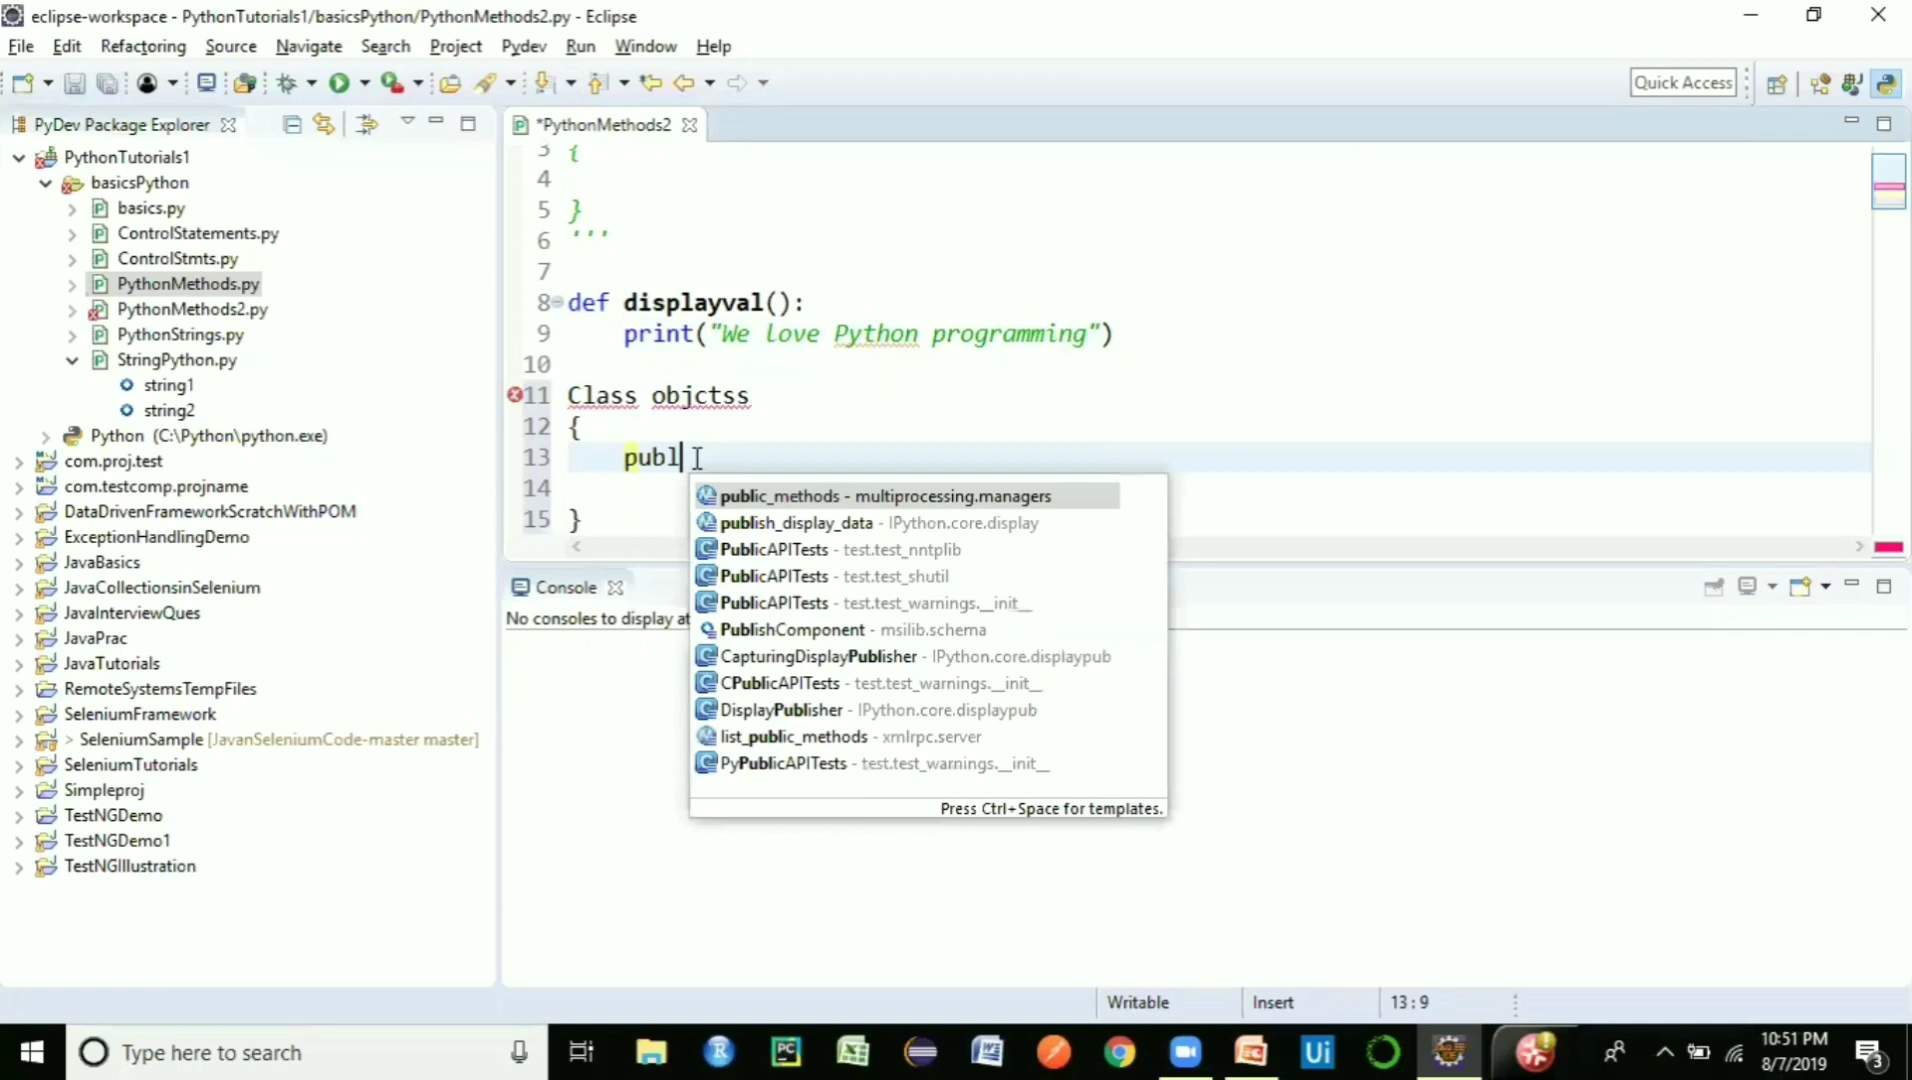 eclipse-workspace - PythonTutorials1/basicsPython/PythonMethods2.py - Eclipse
File Edit Refactoring Source Navigate Search Project Pydev Run Window Help
Quick Access
PyDev Package Explorer
PythonTutorials1
basicsPython
basics.py
ControlStatements.py
ControlStmts.py
PythonMethods.py
PythonMethods2.py
PythonStrings.py
StringPython.py
string1
string2
Python (C:\Python\python.exe)
com.proj.test
com.testcomp.projname
DataDrivenFrameworkScratchWithPOM
ExceptionHandlingDemo
JavaBasics
JavaCollectionsinSelenium
JavaInterviewQues
JavaPrac
JavaTutorials
RemoteSystemsTempFiles
SeleniumFramework
> SeleniumSample [JavanSeleniumCode-master master]
SeleniumTutorials
Simpleproj
TestNGDemo
TestNGDemo1
TestNGIllustration
*PythonMethods2
3 {
4
5 }
6 '''
7
8 def displayval():
9 print("We love Python programming")
10
11 Class objctss
12 {
13 publ
14
15 }
public_methods - multiprocessing.managers
publish_display_data - IPython.core.display
PublicAPITests - test.test_nntplib
PublicAPITests - test.test_shutil
PublicAPITests - test.test_warnings.__init__
PublishComponent - msilib.schema
CapturingDisplayPublisher - IPython.core.displaypub
CPublicAPITests - test.test_warnings.__init__
DisplayPublisher - IPython.core.displaypub
list_public_methods - xmlrpc.server
PyPublicAPITests - test.test_warnings.__init__
Press Ctrl+Space for templates.
Console
No consoles to display at
Writable Insert 13 : 9
Type here to search
PC
Ui
10:51 PM
8/7/2019
3